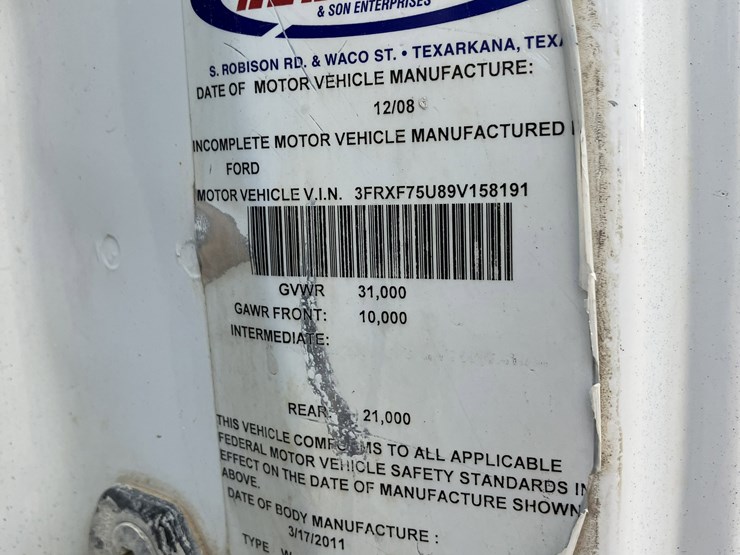 & SON ENTERPRISES
S. ROBISON RD. & WACO ST. • TEXARKANA,
DATE OF MOTOR VEHICLE MANUFACTURE:
12/08
INCOMPLETE MOTOR VEHICLE MANUFACTURED
FORD
MOTOR VEHICLE V.I.N. 3FRXF75U89V158191
GVWR 31,000
GAWR FRONT: 10,000
INTERMEDIATE:
REAR 21,000
THIS VEHICLE COMFORMS TO ALL APPLICABLE
FEDERAL MOTOR VEHICLE SAFETY STANDARDS IN
EFFECT ON THE DATE OF MANUFACTURE SHOWN
ABOVE.
DATE OF BODY MANUFACTURE :
3/17/2011
TYPE